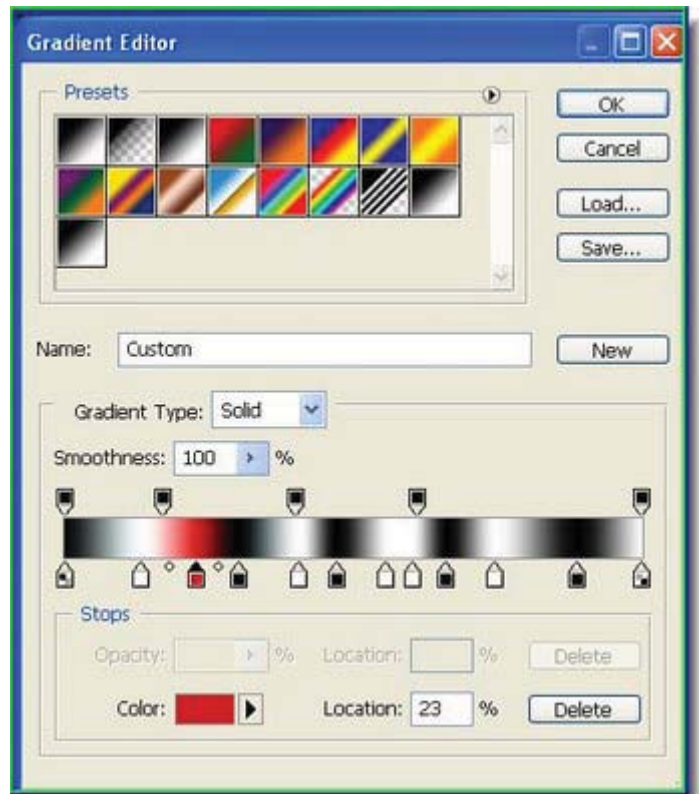 Gradient Editor
Presets
OK
Cancel
Load...
Save...
Name: Custom
New
Gradient Type: Solid
Smoothness: 100 %
Stops
Opacity: % Location: % Delete
Color: Location: 23 % Delete